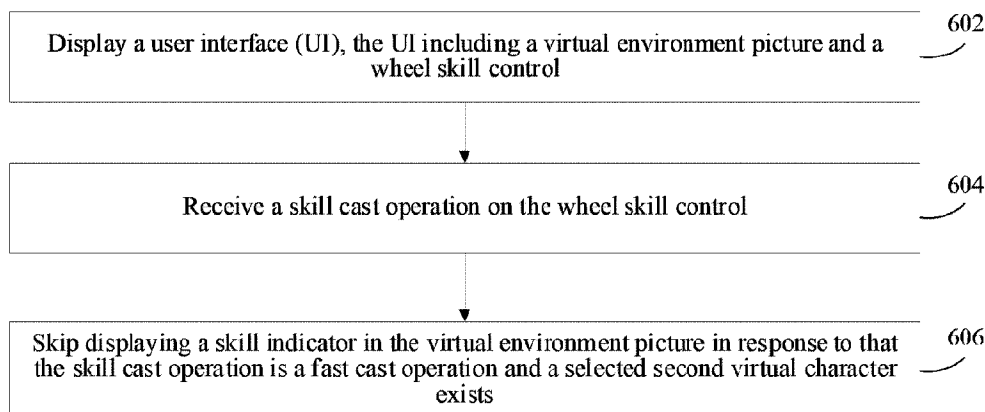 602
Display a user interface (UI), the UI including a virtual environment picture and a
wheel skill control
604
Receive a skill cast operation on the wheel skill control
606
Skip displaying a skill indicator in the virtual environment picture in response to that
the skill cast operation is a fast cast operation and a selected second virtual character
exists